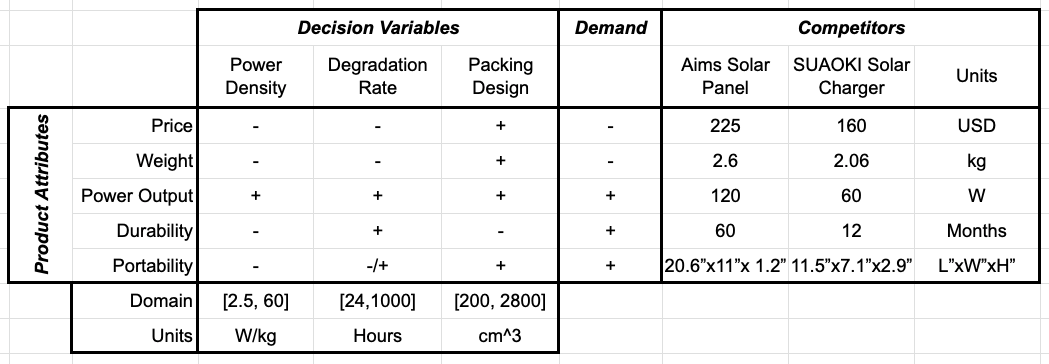 Decision Variables Demand Competitors
Power Density Degradation Rate Packing Design Aims Solar Panel SUAOKI Solar Charger Units
Product Attributes
Price - - + - 225 160 USD
Weight - - + - 2.6 2.06 kg
Power Output + + + + 120 60 W
Durability - + - + 60 12 Months
Portability - -/+ + + 20.6”x11”x 1.2” 11.5”x7.1”x2.9” L”xW”xH”
Domain [2.5, 60] [24,1000] [200, 2800]
Units W/kg Hours cm^3